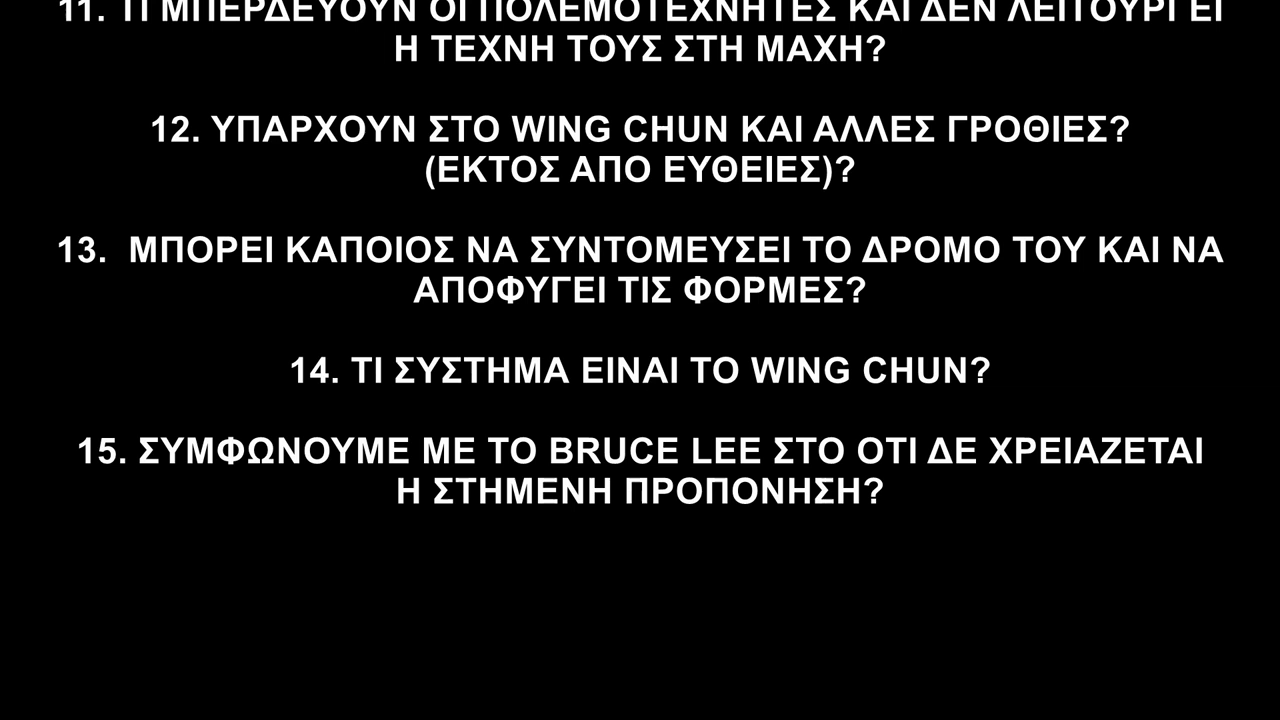 11. ΤΙ ΜΠΕΡΔΕΥΟΥΝ ΟΙ ΠΟΛΕΜΟΤΕΧΝΗΤΕΣ ΚΑΙ ΔΕΝ ΛΕΙΤΟΥΡΓΕΙ
Η ΤΕΧΝΗ ΤΟΥΣ ΣΤΗ ΜΑΧΗ?
12. ΥΠΑΡΧΟΥΝ ΣΤΟ WING CHUN ΚΑΙ ΑΛΛΕΣ ΓΡΟΘΙΕΣ?
(ΕΚΤΟΣ ΑΠΟ ΕΥΘΕΙΕΣ)?
13. ΜΠΟΡΕΙ ΚΑΠΟΙΟΣ ΝΑ ΣΥΝΤΟΜΕΥΣΕΙ ΤΟ ΔΡΟΜΟ ΤΟΥ ΚΑΙ ΝΑ
ΑΠΟΦΥΓΕΙ ΤΙΣ ΦΟΡΜΕΣ?
14. ΤΙ ΣΥΣΤΗΜΑ ΕΙΝΑΙ ΤΟ WING CHUN?
15. ΣΥΜΦΩΝΟΥΜΕ ΜΕ ΤΟ BRUCE LEE ΣΤΟ ΟΤΙ ΔΕ ΧΡΕΙΑΖΕΤΑΙ
Η ΣΤΗΜΕΝΗ ΠΡΟΠΟΝΗΣΗ?